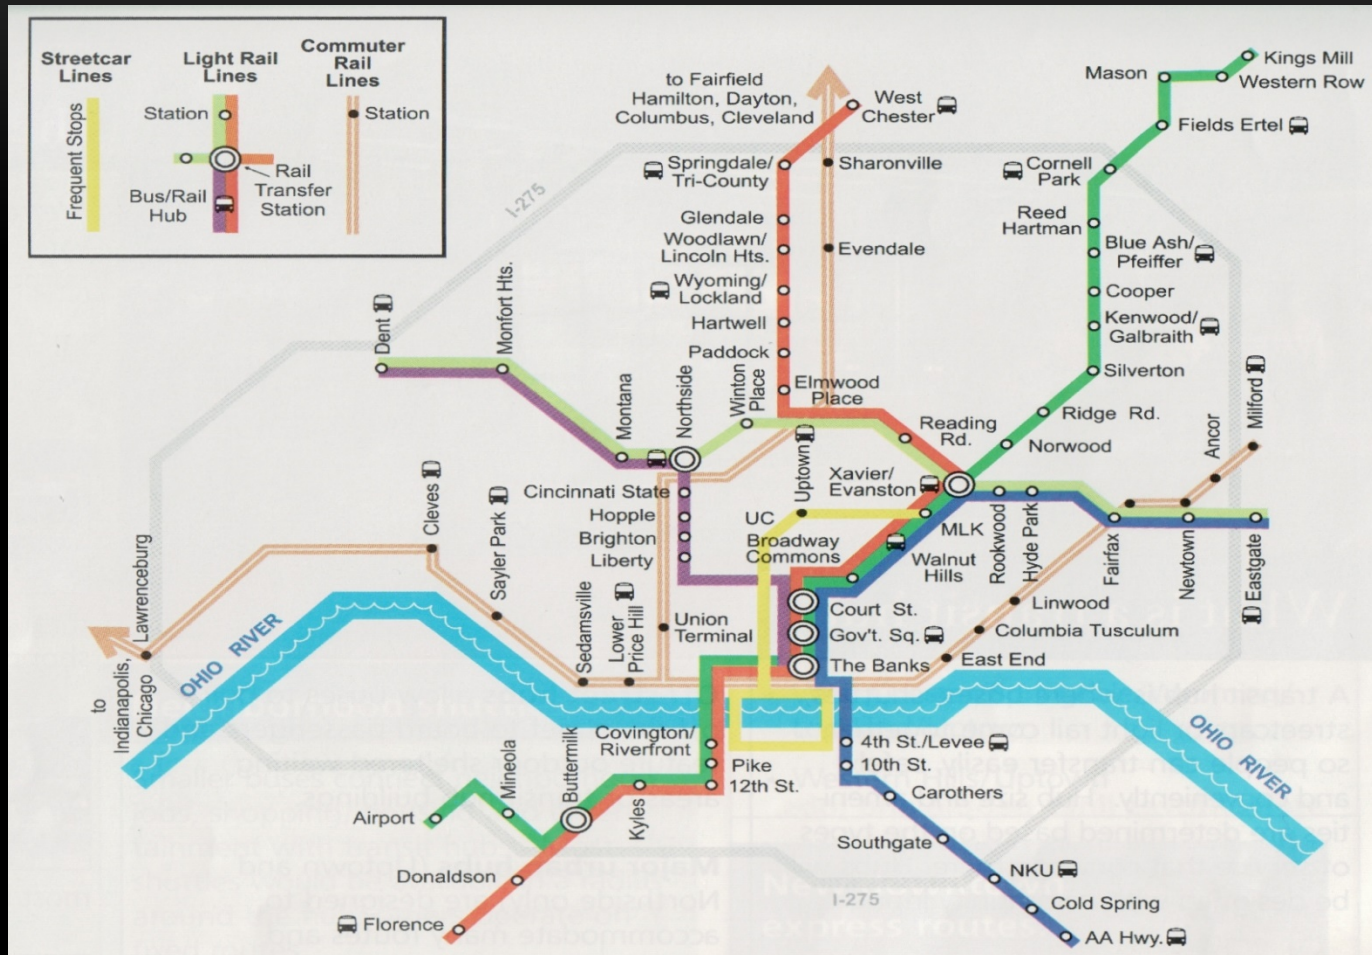 Streetcar
Lines
Frequent Stops
Light Rail
Lines
Station
Rail
Transfer
Station
Bus/Rail
Hub
Commuter
Rail
Lines
Station
I-275
to Fairfield
Hamilton, Dayton,
Columbus, Cleveland
West
Chester
Springdale/
Tri-County
Sharonville
Glendale
Woodlawn/
Lincoln Hts.
Evendale
Wyoming/
Lockland
Hartwell
Paddock
Elmwood
Place
Reading
Rd.
Kings Mill
Mason
Western Row
Fields Ertel
Cornell
Park
Reed
Hartman
Blue Ash/
Pfeiffer
Cooper
Kenwood/
Galbraith
Silverton
Ridge Rd.
Norwood
Dent
Monfort Hts.
Montana
Northside
Winton
Place
Uptown
Xavier/
Evanston
MLK
Walnut
Hills
Rookwood
Hyde Park
Fairfax
Newtown
Eastgate
Ancor
Milford
Cincinnati State
Hopple
Brighton
Liberty
UC
Broadway
Commons
Court St.
Gov't. Sq.
The Banks
Union
Terminal
Linwood
Columbia Tusculum
East End
to
Indianapolis,
Chicago
Lawrenceburg
Cleves
Sayler Park
Sedamsville
Lower
Price Hill
OHIO RIVER
OHIO RIVER
Covington/
Riverfront
Pike
12th St.
Kyles
Buttermilk
Mineola
Airport
Donaldson
Florence
4th St./Levee
10th St.
Carothers
Southgate
NKU
Cold Spring
AA Hwy.
I-275